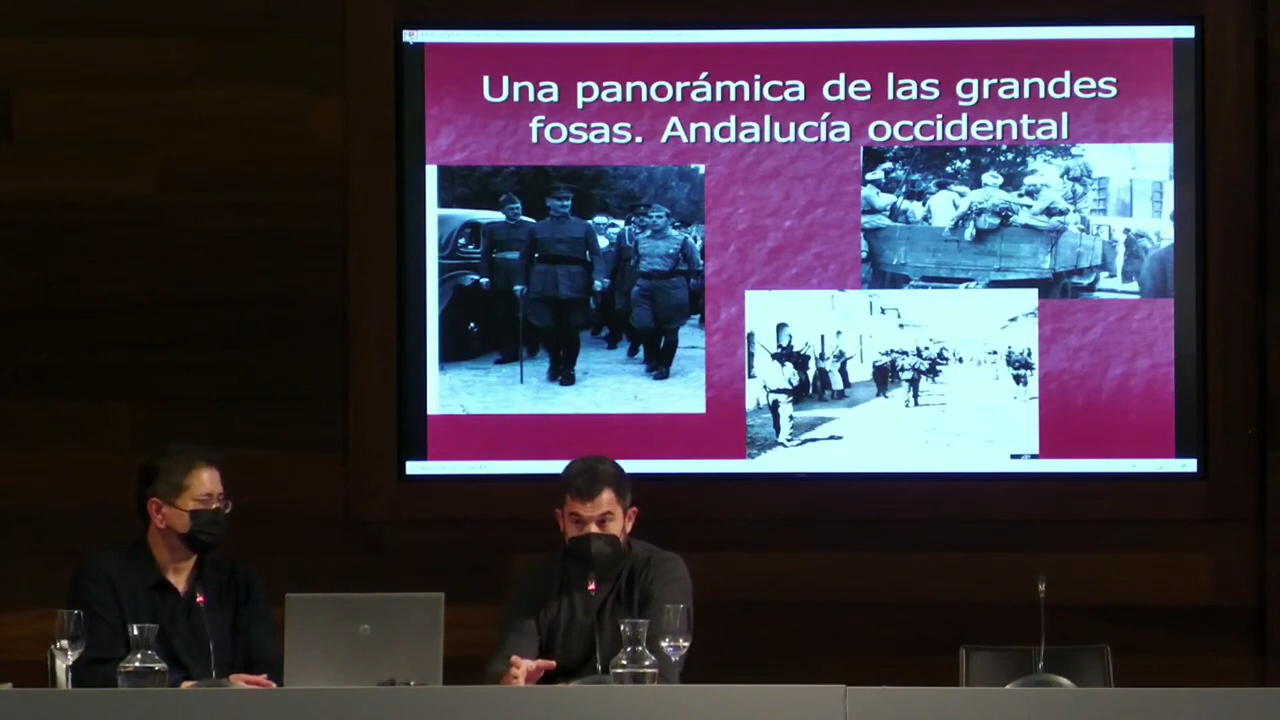 Una panorámica de las grandes
fosas. Andalucía occidental